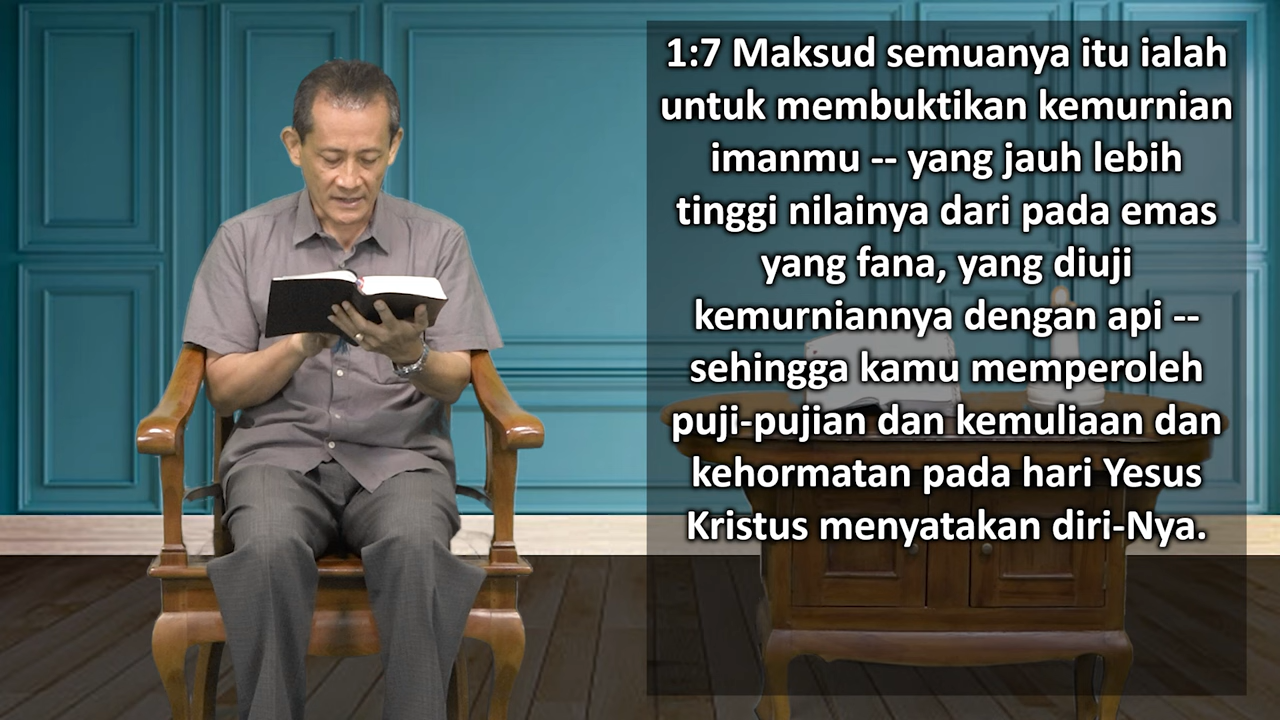 1:7 Maksud semuanya itu ialah
untuk membuktikan kemurnian
imanmu -- yang jauh lebih
tinggi nilainya dari pada emas
yang fana, yang diuji
kemurniannya dengan api --
sehingga kamu memperoleh
puji-pujian dan kemuliaan dan
kehormatan pada hari Yesus
Kristus menyatakan diri-Nya.